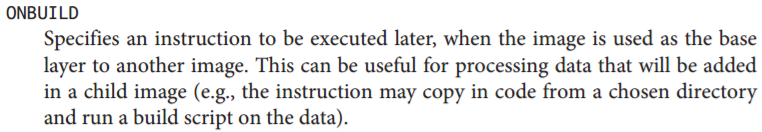 ONBUILD
Specifies an instruction to be executed later, when the image is used as the base
layer to another image. This can be useful for processing data that will be added
in a child image (e.g., the instruction may copy in code from a chosen directory
and run a build script on the data).